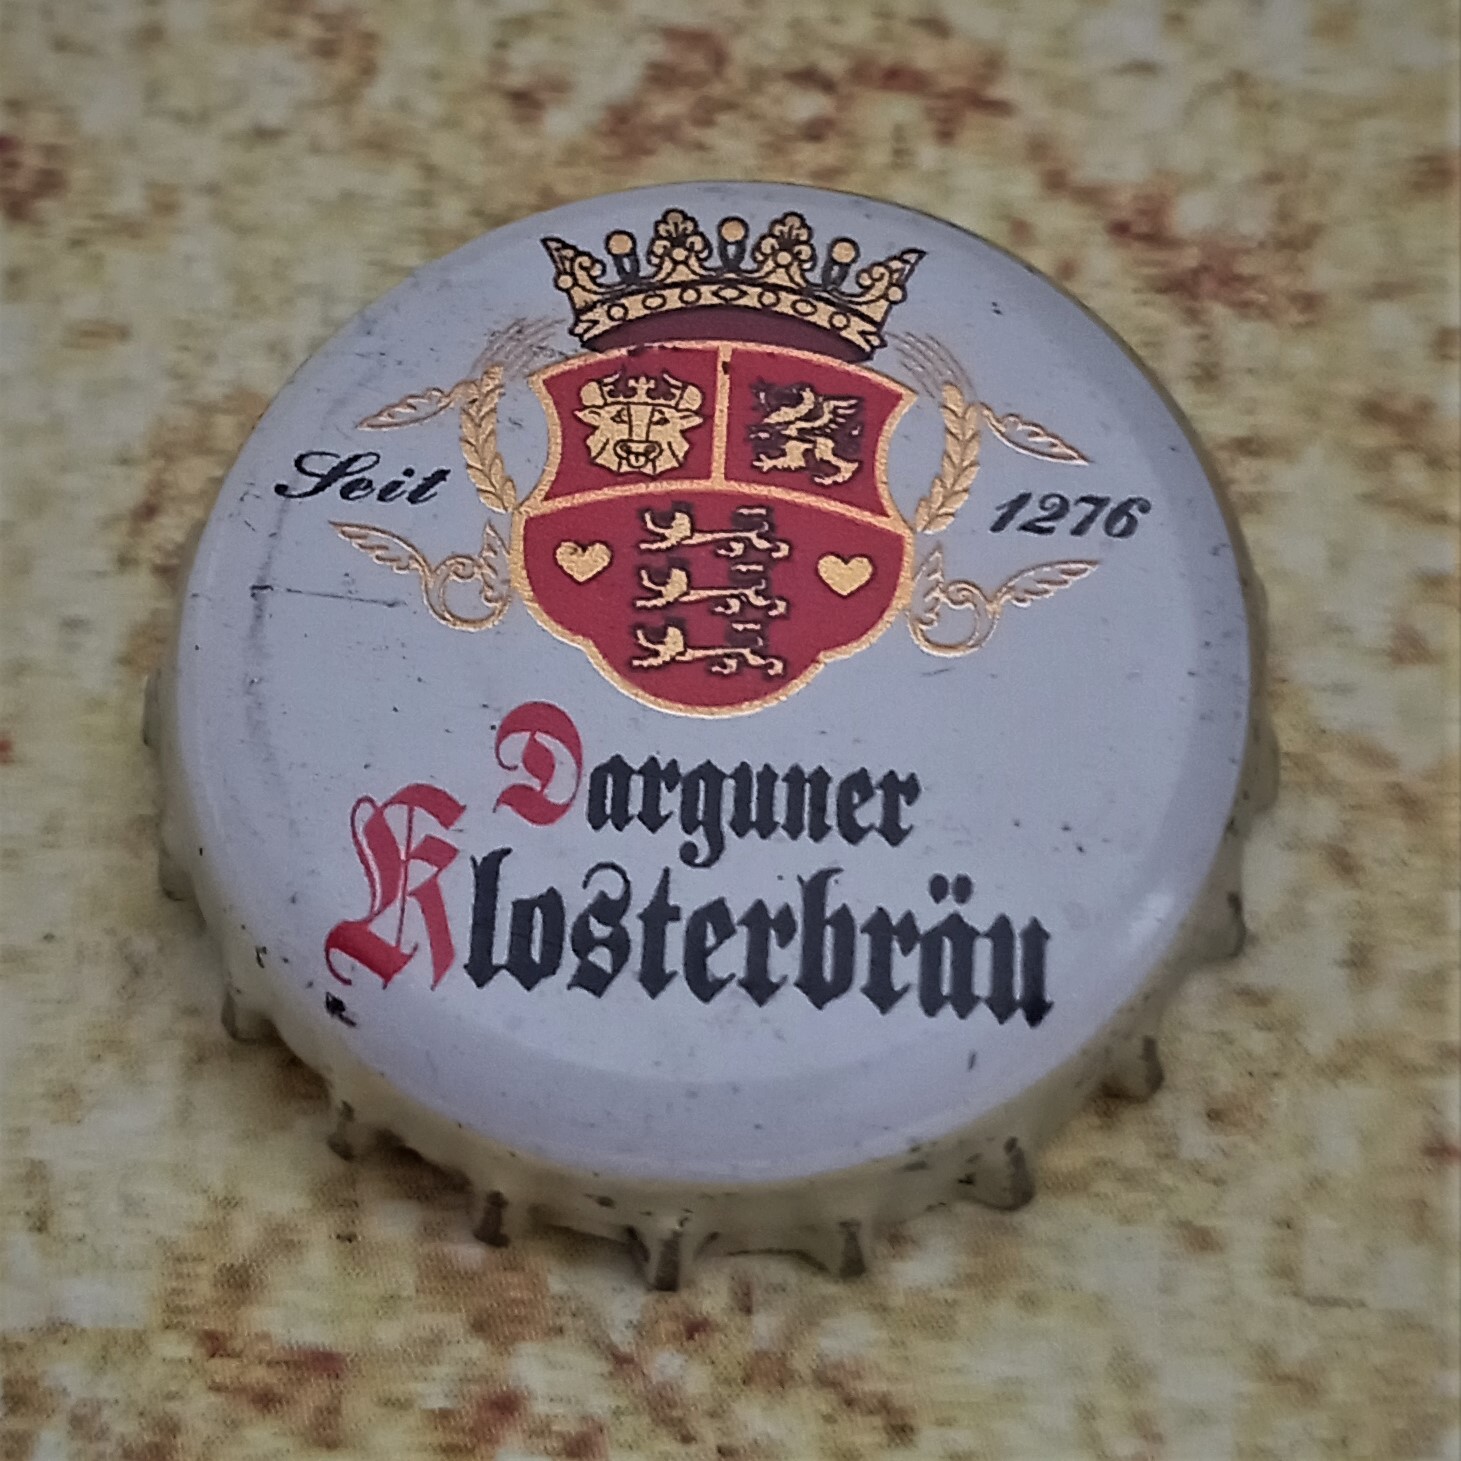 Seit 1276
Darguner
Klosterbräu